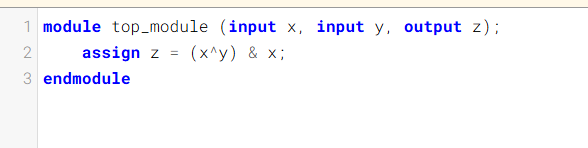 1 module top_module (input x, input y, output z);
2     assign z = (x^y) & x;
3 endmodule